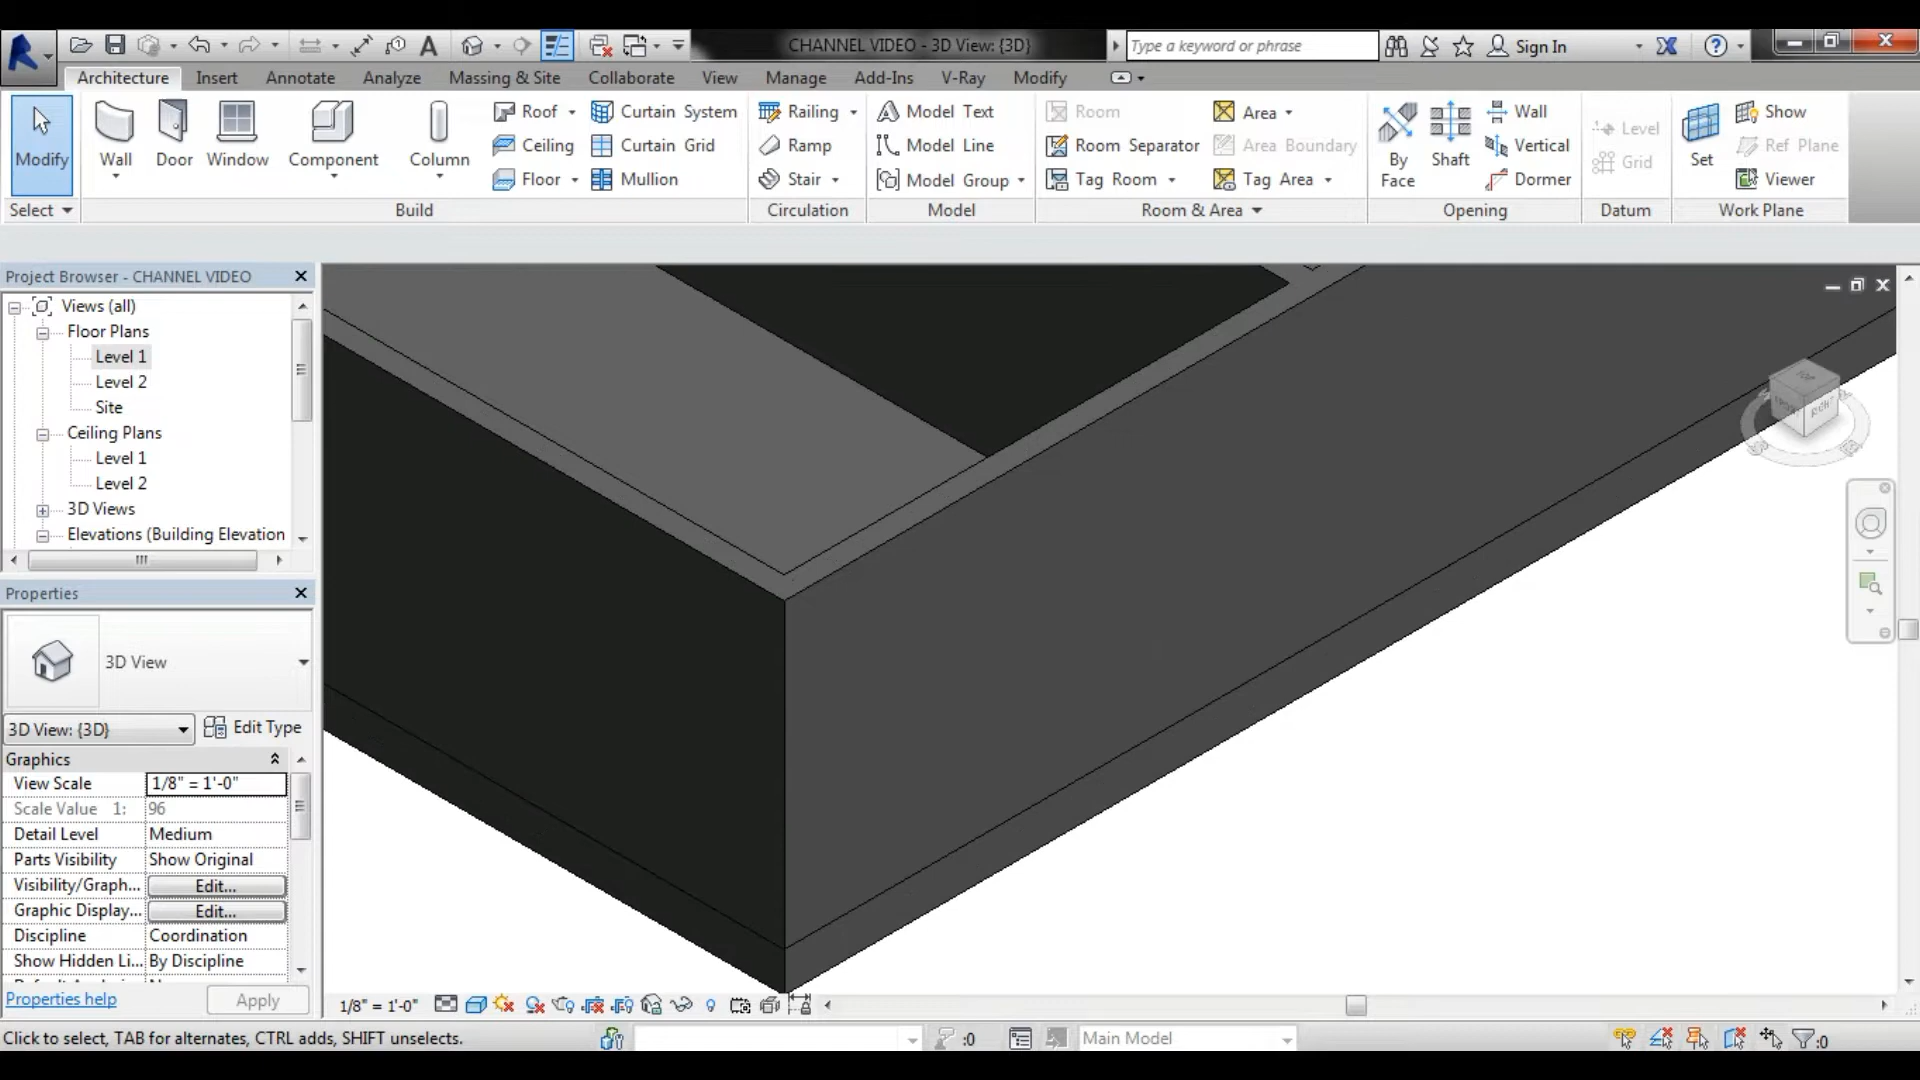 CHANNEL VIDEO - 3D View: {3D}
Type a keyword or phrase
Sign In
Architecture Insert Annotate Analyze Massing & Site Collaborate View Manage Add-Ins V-Ray Modify
Modify
Wall
Door
Window
Component
Column
Roof
Ceiling
Floor
Curtain System
Curtain Grid
Mullion
Railing
Ramp
Stair
Model Text
Model Line
Model Group
Room
Room Separator
Tag Room
Area
Area Boundary
Tag Area
By Face
Shaft
Wall
Vertical
Dormer
Level
Grid
Set
Show
Ref Plane
Viewer
Select
Build
Circulation
Model
Room & Area
Opening
Datum
Work Plane
Project Browser - CHANNEL VIDEO
Views (all)
Floor Plans
Level 1
Level 2
Site
Ceiling Plans
Level 1
Level 2
3D Views
Elevations (Building Elevation
Properties
3D View
3D View: {3D}
Edit Type
Graphics
View Scale 1/8" = 1'-0"
Scale Value 1: 96
Detail Level Medium
Parts Visibility Show Original
Visibility/Graph... Edit...
Graphic Display... Edit...
Discipline Coordination
Show Hidden Li... By Discipline
Properties help
Apply
TOP
RIGHT
1/8" = 1'-0"
Click to select, TAB for alternates, CTRL adds, SHIFT unselects.
:0
Main Model
:0